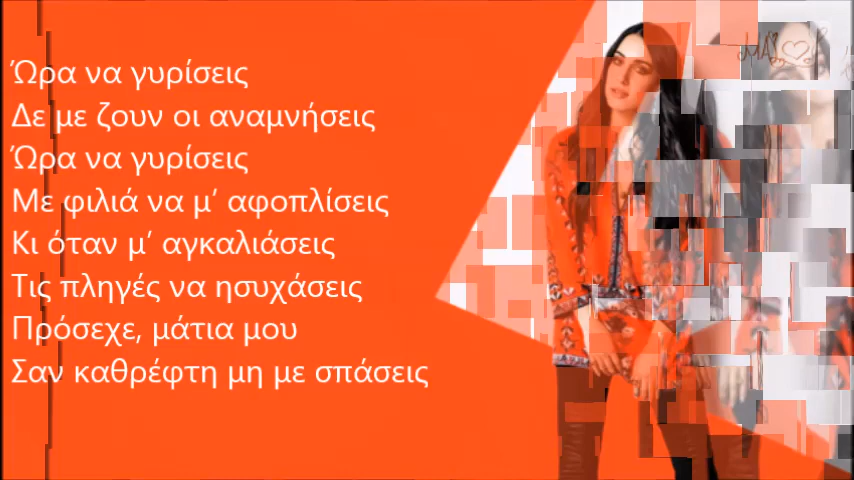 Ώρα να γυρίσεις
Δε με ζουν οι αναμνήσεις
Ώρα να γυρίσεις
Με φιλιά να μ’ αφοπλίσεις
Κι όταν μ’ αγκαλιάσεις
Τις πληγές να ησυχάσεις
Πρόσεχε, μάτια μου
Σαν καθρέφτη μη με σπάσεις